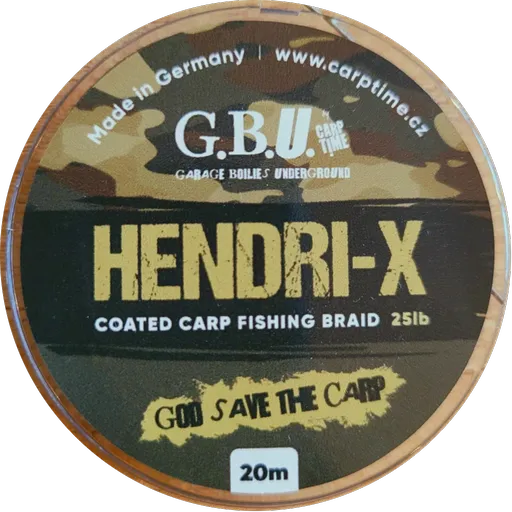 Made in Germany | www.carptime.cz
G.B.U. by CARP TIME
GARAGE BOILIES UNDERGROUND
HENDRI-X
COATED CARP FISHING BRAID 25lb
GOD SAVE THE CARP
20m